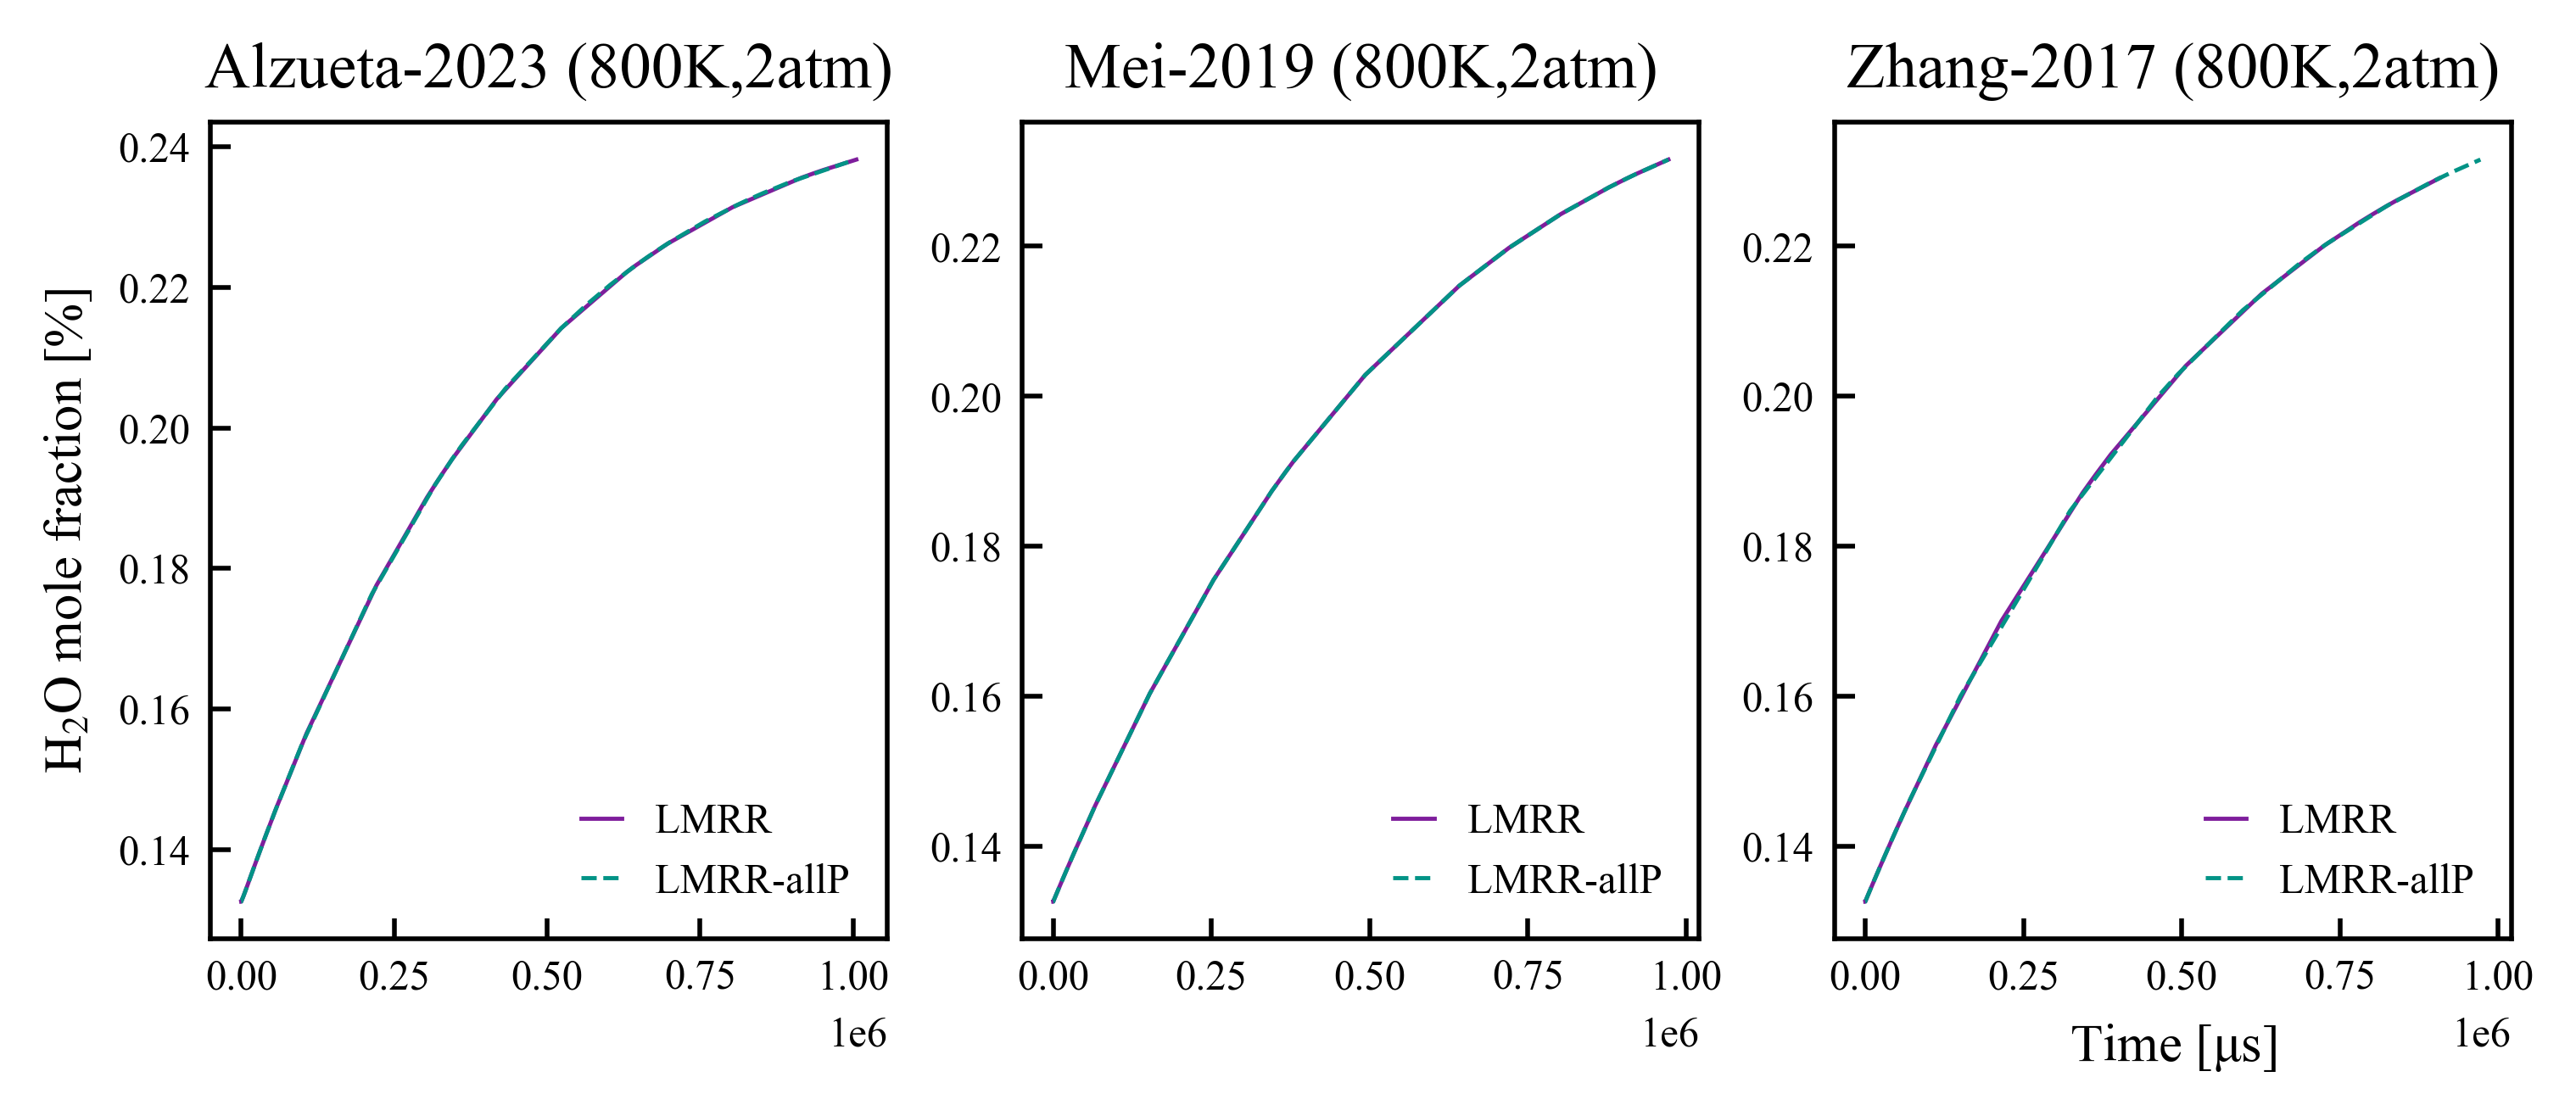 Alzueta-2023 (800K,2atm)
Mei-2019 (800K,2atm)
Zhang-2017 (800K,2atm)
H₂O mole fraction [%]
0.24
0.22
0.20
0.18
0.16
0.14
LMRR
LMRR-allP
0.00 0.25 0.50 0.75 1.00
1e6
0.22
0.20
0.18
0.16
0.14
LMRR
LMRR-allP
0.00 0.25 0.50 0.75 1.00
1e6
0.22
0.20
0.18
0.16
0.14
LMRR
LMRR-allP
0.00 0.25 0.50 0.75 1.00
Time [μs]
1e6